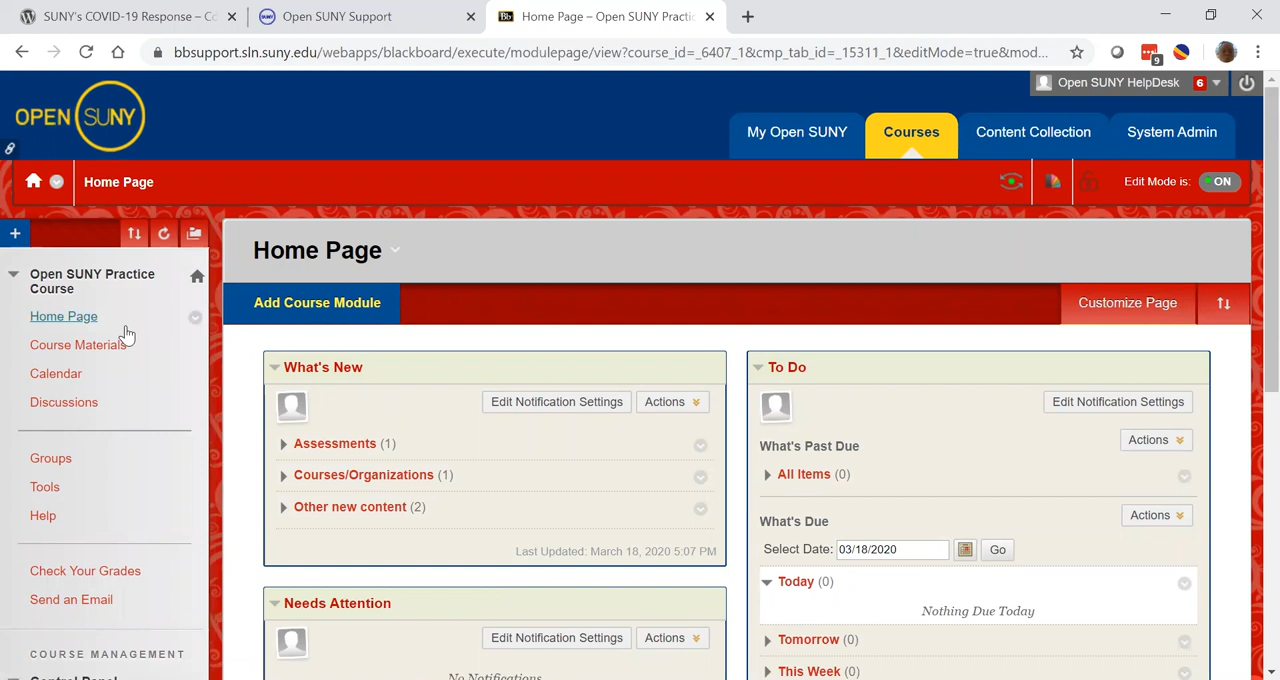 SUNY's COVID-19 Response – Co
Open SUNY Support
Bb Home Page – Open SUNY Practic
bbsupport.sln.suny.edu/webapps/blackboard/execute/modulepage/view?course_id=_6407_1&cmp_tab_id=_15311_1&editMode=true&mod...
9
Open SUNY HelpDesk 6
OPEN SUNY
My Open SUNY
Courses
Content Collection
System Admin
Home Page
Edit Mode is: ON
Open SUNY Practice
Course
Home Page
Course Materials
Calendar
Discussions
Groups
Tools
Help
Check Your Grades
Send an Email
COURSE MANAGEMENT
Control Panel
Home Page
Add Course Module
Customize Page
What's New
Edit Notification Settings
Actions
Assessments (1)
Courses/Organizations (1)
Other new content (2)
Last Updated: March 18, 2020 5:07 PM
Needs Attention
Edit Notification Settings
Actions
No Notifications
To Do
Edit Notification Settings
What's Past Due
Actions
All Items (0)
What's Due
Actions
Select Date: 03/18/2020 Go
Today (0)
Nothing Due Today
Tomorrow (0)
This Week (0)